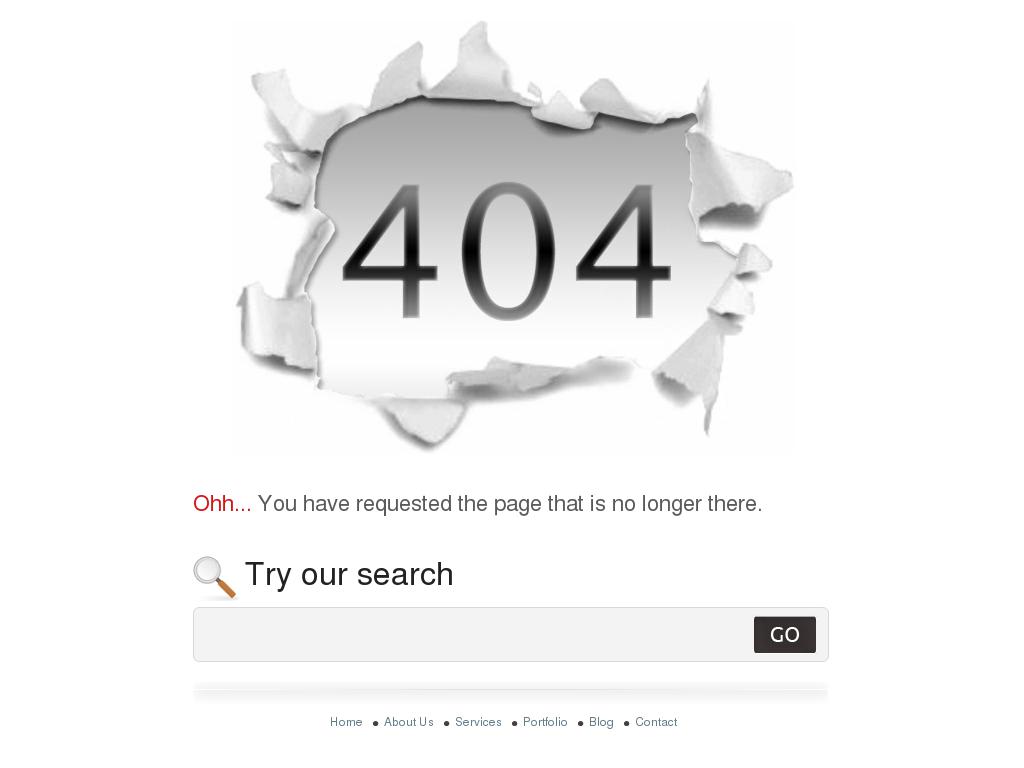 404
Ohh... You have requested the page that is no longer there.
Try our search
GO
Home • About Us • Services • Portfolio • Blog • Contact